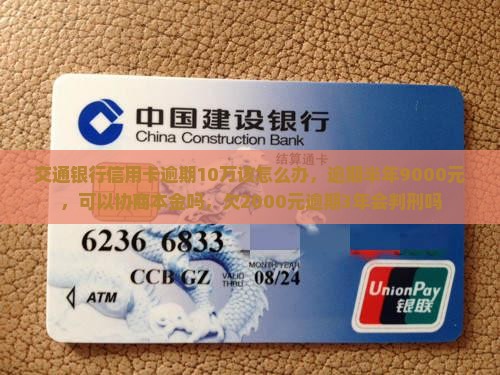 中国建设银行
China Construction Bank
结算通卡
交通银行信用卡逾期10万该怎么办，逾期半年9000元
，可以协商本金吗，欠2000元逾期1年会判刑吗
6236 6833
MONTH/YEAR
CCB GZ VALID THRU 08/24
ATM
UnionPay
银联